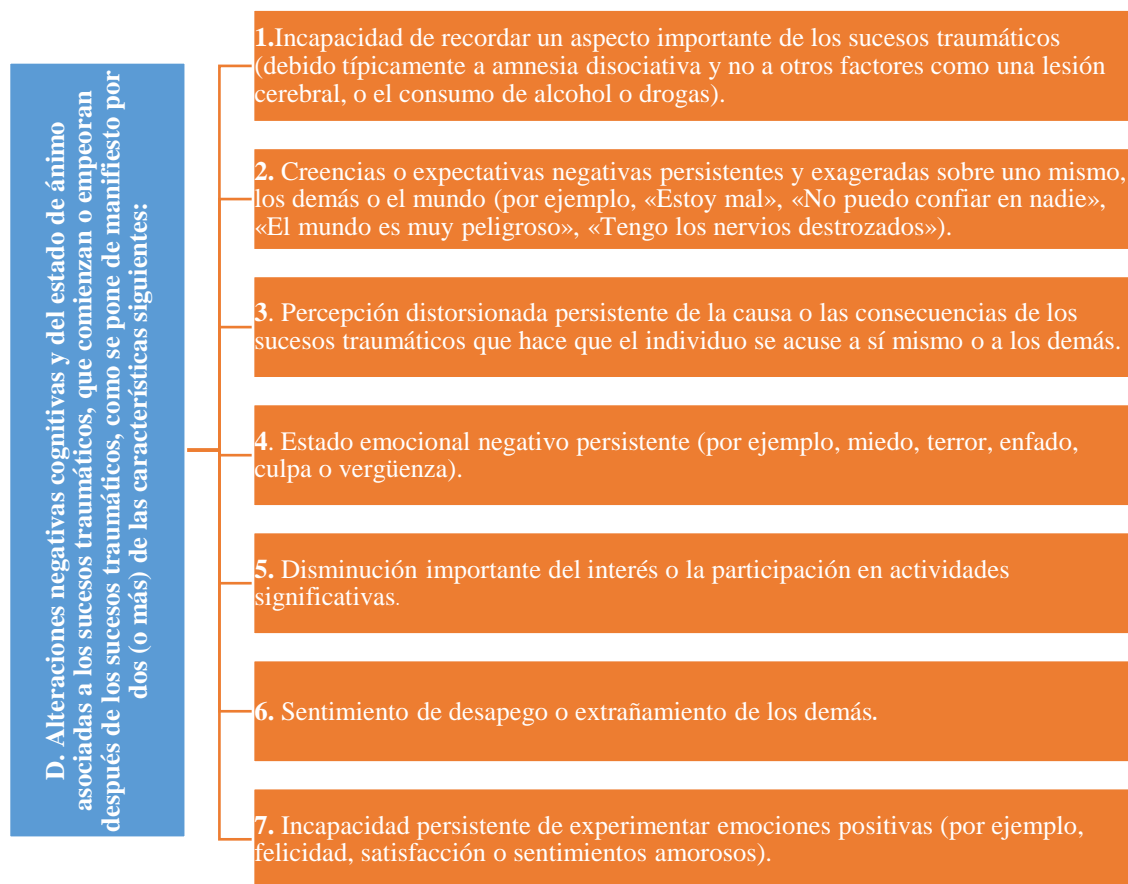 D. Alteraciones negativas cognitivas y del estado de ánimo
asociadas a los sucesos traumáticos, que comienzan o empeoran
después de los sucesos traumáticos, como se pone de manifiesto por
dos (o más) de las características siguientes:
1.Incapacidad de recordar un aspecto importante de los sucesos traumáticos
(debido típicamente a amnesia disociativa y no a otros factores como una lesión
cerebral, o el consumo de alcohol o drogas).
2. Creencias o expectativas negativas persistentes y exageradas sobre uno mismo,
los demás o el mundo (por ejemplo, «Estoy mal», «No puedo confiar en nadie»,
«El mundo es muy peligroso», «Tengo los nervios destrozados»).
3. Percepción distorsionada persistente de la causa o las consecuencias de los
sucesos traumáticos que hace que el individuo se acuse a sí mismo o a los demás.
4. Estado emocional negativo persistente (por ejemplo, miedo, terror, enfado,
culpa o vergüenza).
5. Disminución importante del interés o la participación en actividades
significativas.
6. Sentimiento de desapego o extrañamiento de los demás.
7. Incapacidad persistente de experimentar emociones positivas (por ejemplo,
felicidad, satisfacción o sentimientos amorosos).